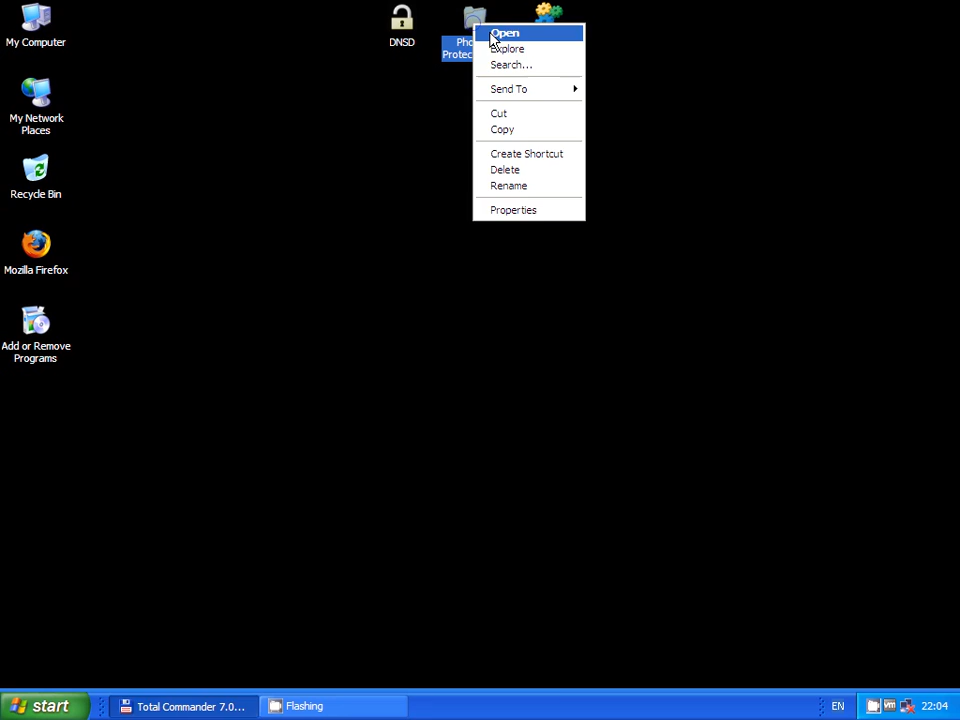 My Computer
My Network
Places
Recycle Bin
Mozilla Firefox
Add or Remove
Programs
DNSD
Open
Explore
Search...
Send To
Cut
Copy
Create Shortcut
Delete
Rename
Properties
start
Total Commander 7.0...
Flashing
EN
22:04